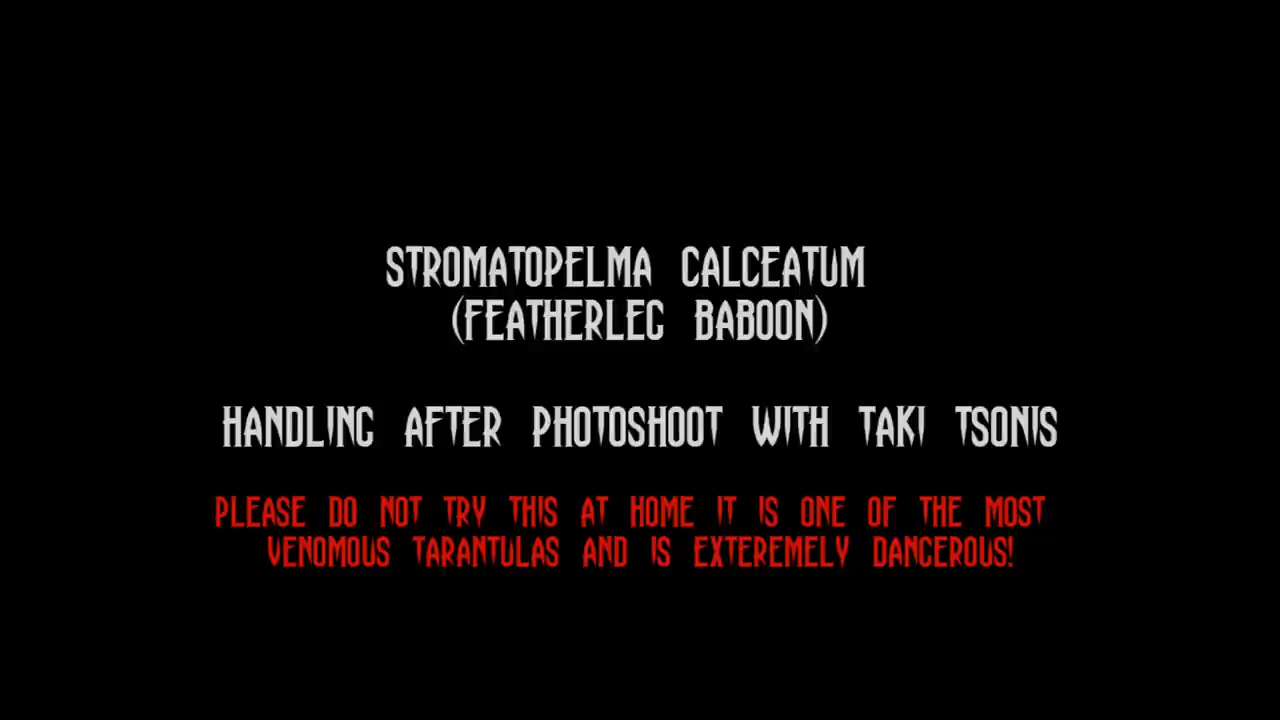 STROMATOPELMA CALCEATUM
(FEATHERLEG BABOON)
HANDLING AFTER PHOTOSHOOT WITH TAKI TSONIS
PLEASE DO NOT TRY THIS AT HOME IT IS ONE OF THE MOST
VENOMOUS TARANTULAS AND IS EXTEREMELY DANGEROUS!